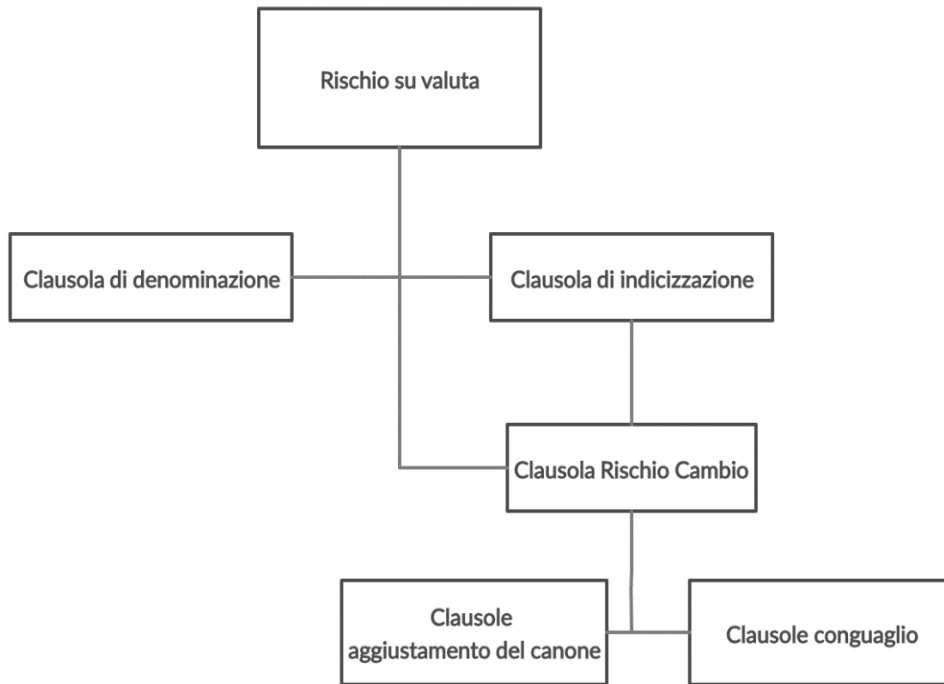 Rischio su valuta
Clausola di denominazione
Clausola di indicizzazione
Clausola Rischio Cambio
Clausole
aggiustamento del canone
Clausole conguaglio